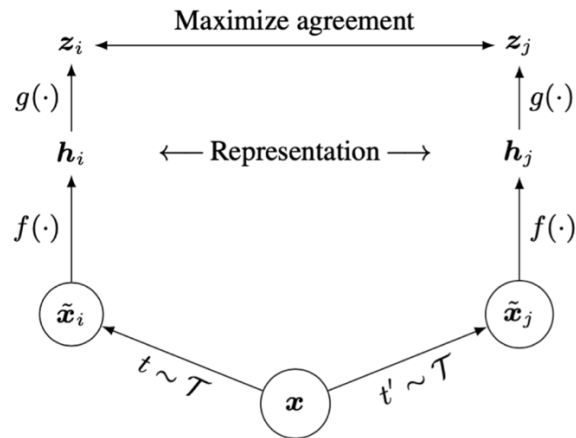 Maximize agreement
z_i z_j
g(·) g(·)
h_i ← Representation → h_j
f(·) f(·)
x̃_i x̃_j
t ∼ 𝒯 t' ∼ 𝒯
x